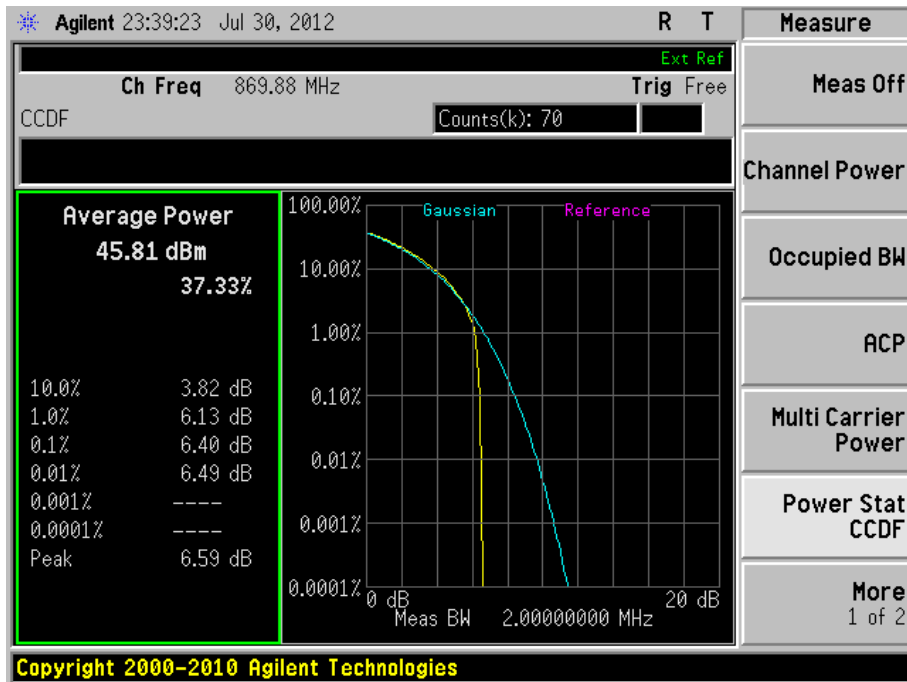 Agilent 23:39:23 Jul 30, 2012 R T
Measure
Ext Ref
Ch Freq 869.88 MHz Trig Free
CCDF Counts(k): 70
Meas Off
Channel Power
Occupied BW
ACP
Multi Carrier
Power
Power Stat
CCDF
More
1 of 2
Average Power
45.81 dBm
37.33%
10.0% 3.82 dB
1.0% 6.13 dB
0.1% 6.40 dB
0.01% 6.49 dB
0.001% ----
0.0001% ----
Peak 6.59 dB
Gaussian Reference
100.00%
10.00%
1.00%
0.10%
0.01%
0.001%
0.0001%
0 dB 20 dB
Meas BW 2.00000000 MHz
Copyright 2000-2010 Agilent Technologies